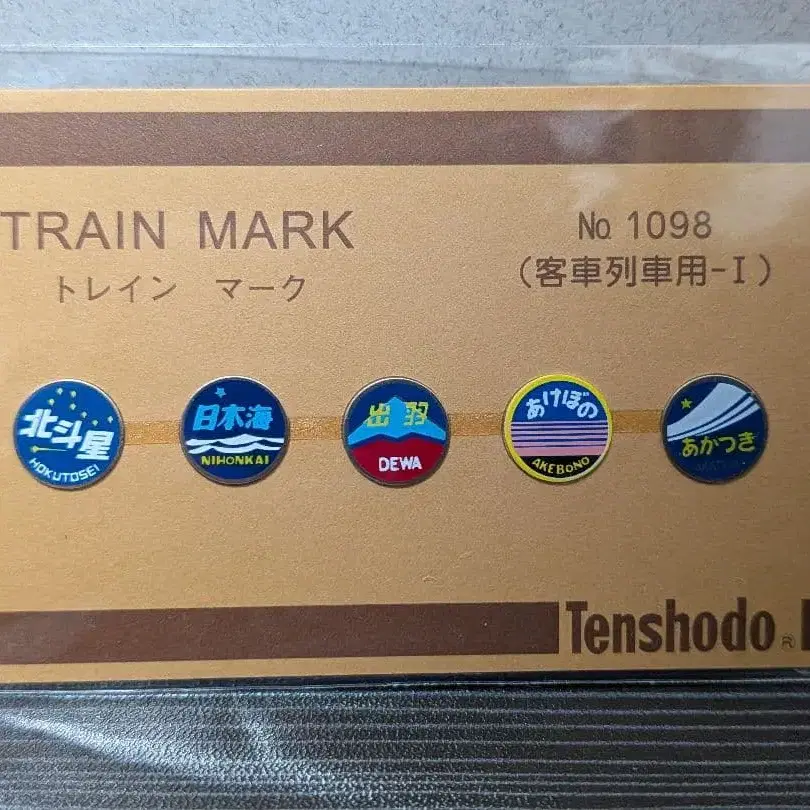 TRAIN MARK
トレイン マーク
No. 1098
(客車列車用-I)
北斗星
HOKUTOSEI
日本海
NIHONKAI
出羽
DEWA
あけぼの
AKEBONO
あかつき
Tenshodo ®